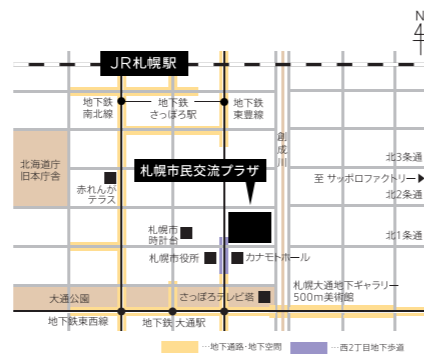 N
JR札幌駅
地下鉄
南北線
地下鉄
さっぽろ駅
地下鉄
東豊線
創成川
北海道庁
旧本庁舎
赤れんが
テラス
札幌市民交流プラザ
北3条通
至 サッポロファクトリー
北2条通
札幌市
時計台
北1条通
札幌市役所
カナモトホール
大通公園
さっぽろテレビ塔
札幌大通地下ギャラリー
500m美術館
地下鉄東西線
地下鉄 大通駅
…地下通路・地下空間
…西2丁目地下歩道